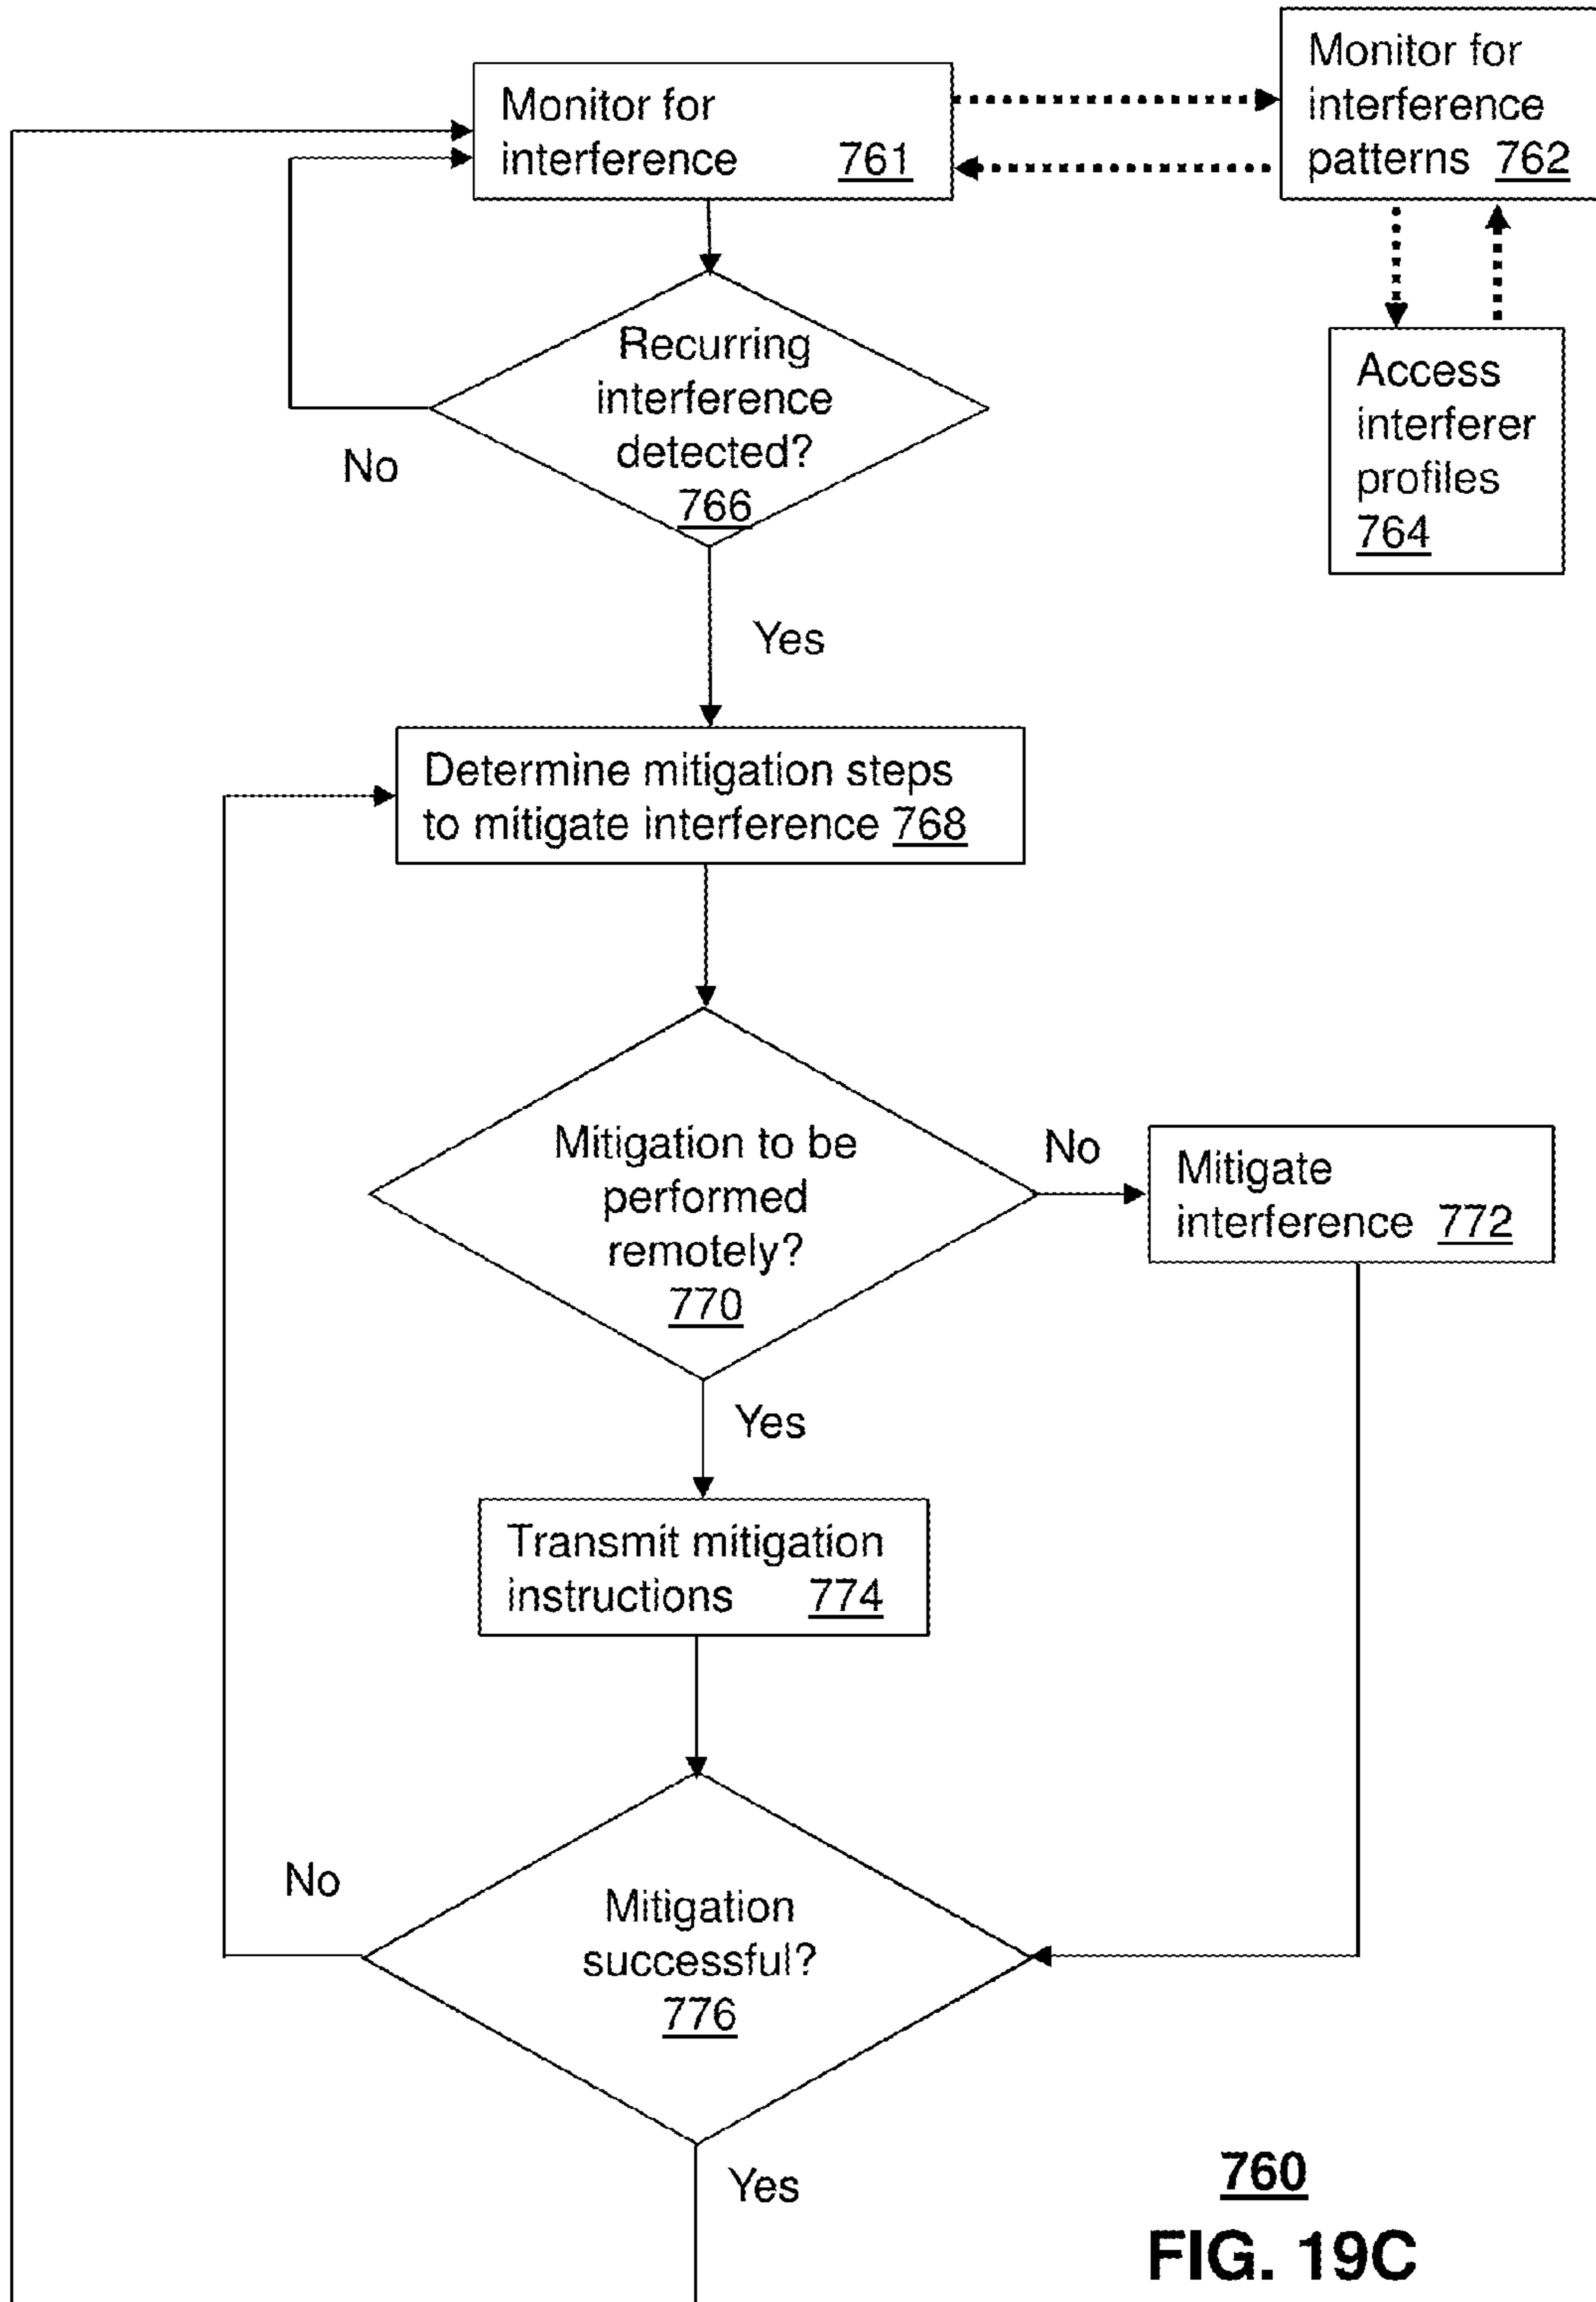 Monitor for
interference 761
Monitor for
interference
patterns 762
Recurring
interference
detected?
766
No
Access
interferer
profiles
764
Yes
Determine mitigation steps
to mitigate interference 768
Mitigation to be
performed
remotely?
770
No
Mitigate
interference 772
Yes
Transmit mitigation
instructions 774
No
Mitigation
successful?
776
Yes
760
FIG. 19C